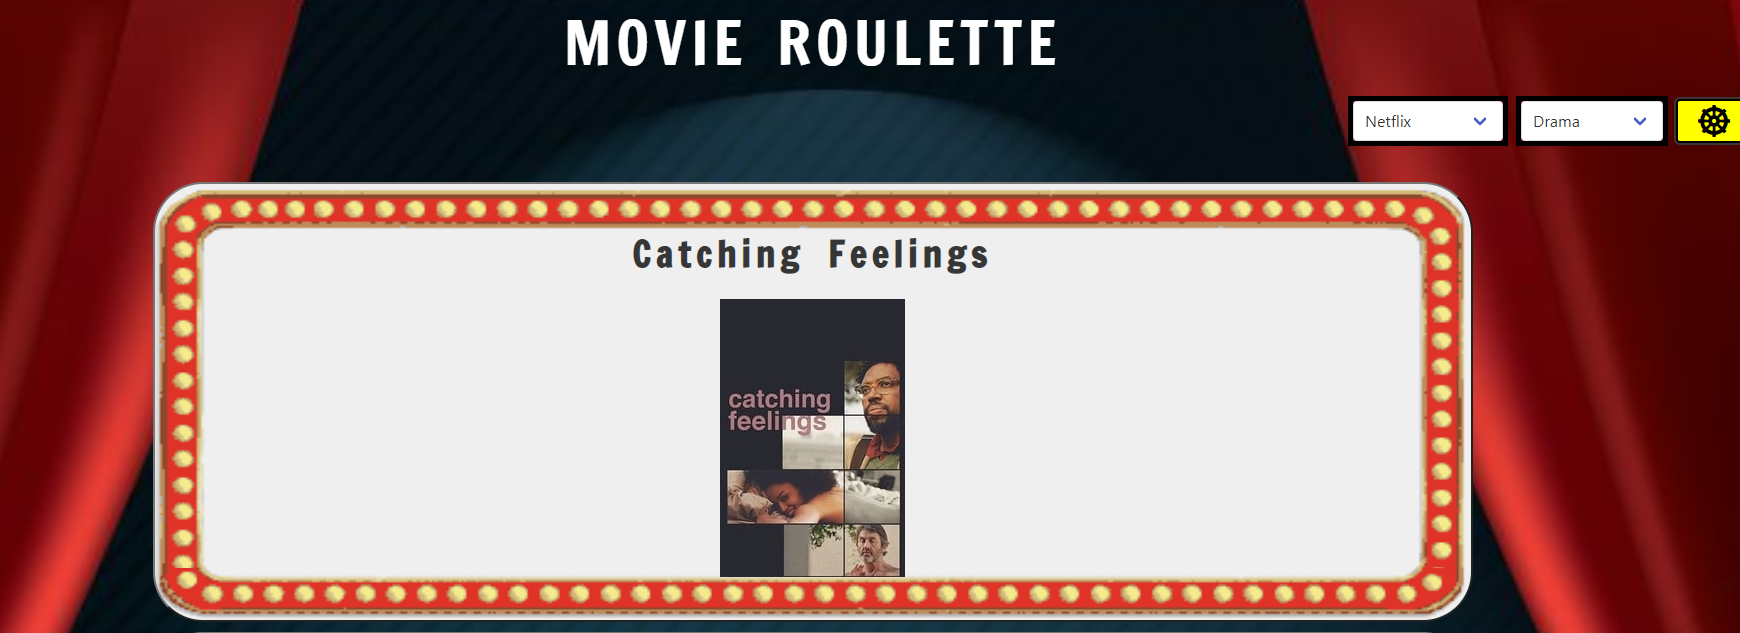 MOVIE ROULETTE
Netflix
Drama
Catching Feelings
catching
feelings